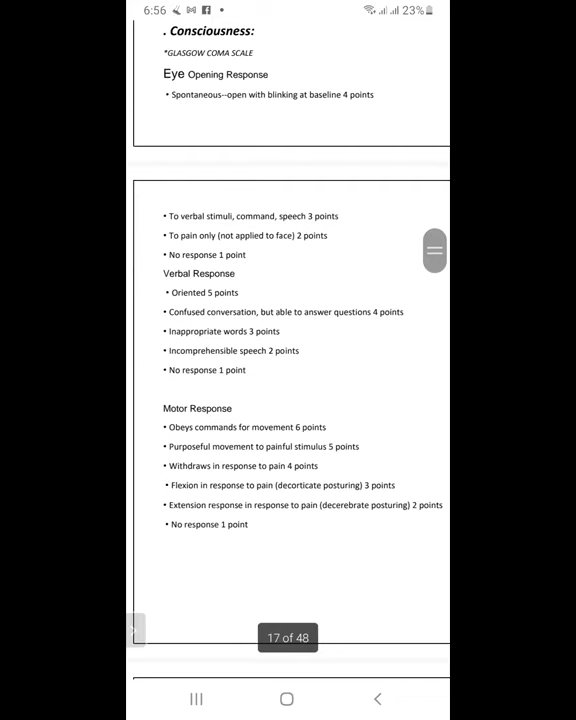 6:56
23%
. Consciousness:
*GLASGOW COMA SCALE
Eye Opening Response
• Spontaneous--open with blinking at baseline 4 points
• To verbal stimuli, command, speech 3 points
• To pain only (not applied to face) 2 points
• No response 1 point
Verbal Response
• Oriented 5 points
• Confused conversation, but able to answer questions 4 points
• Inappropriate words 3 points
• Incomprehensible speech 2 points
• No response 1 point
Motor Response
• Obeys commands for movement 6 points
• Purposeful movement to painful stimulus 5 points
• Withdraws in response to pain 4 points
• Flexion in response to pain (decorticate posturing) 3 points
• Extension response in response to pain (decerebrate posturing) 2 points
• No response 1 point
17 of 48